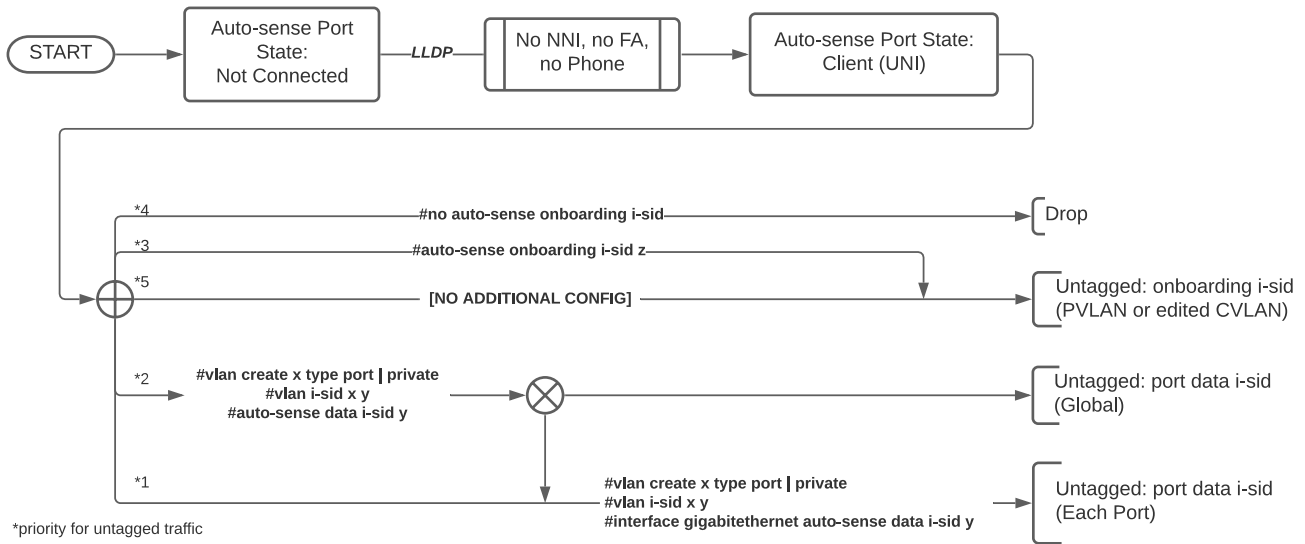 START
Auto-sense Port
State:
Not Connected
LLDP
No NNI, no FA,
no Phone
Auto-sense Port State:
Client (UNI)
*4
#no auto-sense onboarding i-sid
Drop
*3
#auto-sense onboarding i-sid z
*5
[NO ADDITIONAL CONFIG]
Untagged: onboarding i-sid
(PVLAN or edited CVLAN)
*2
#vlan create x type port | private
#vlan i-sid x y
#auto-sense data i-sid y
Untagged: port data i-sid
(Global)
*1
#vlan create x type port | private
#vlan i-sid x y
#interface gigabitethernet auto-sense data i-sid y
Untagged: port data i-sid
(Each Port)
*priority for untagged traffic